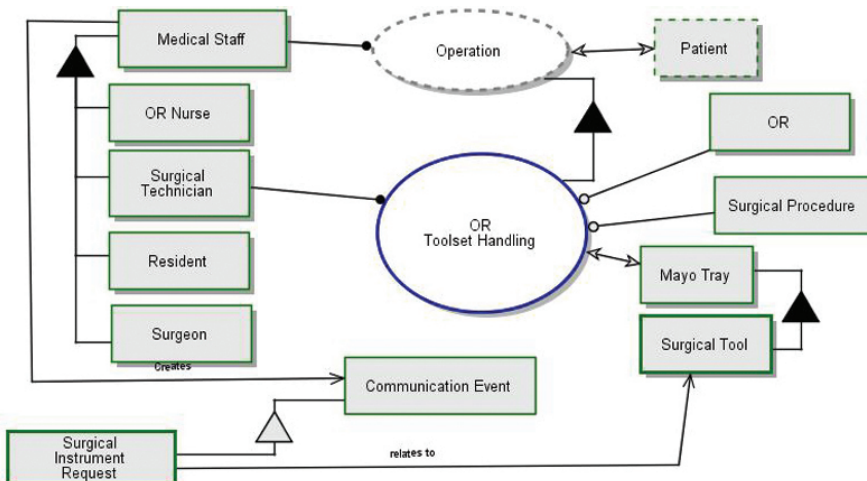 Medical Staff
Operation
Patient
OR Nurse
OR
Surgical
Technician
Surgical Procedure
OR
Toolset Handling
Resident
Mayo Tray
Surgeon
Surgical Tool
Creates
Communication Event
Surgical
Instrument
Request
relates to